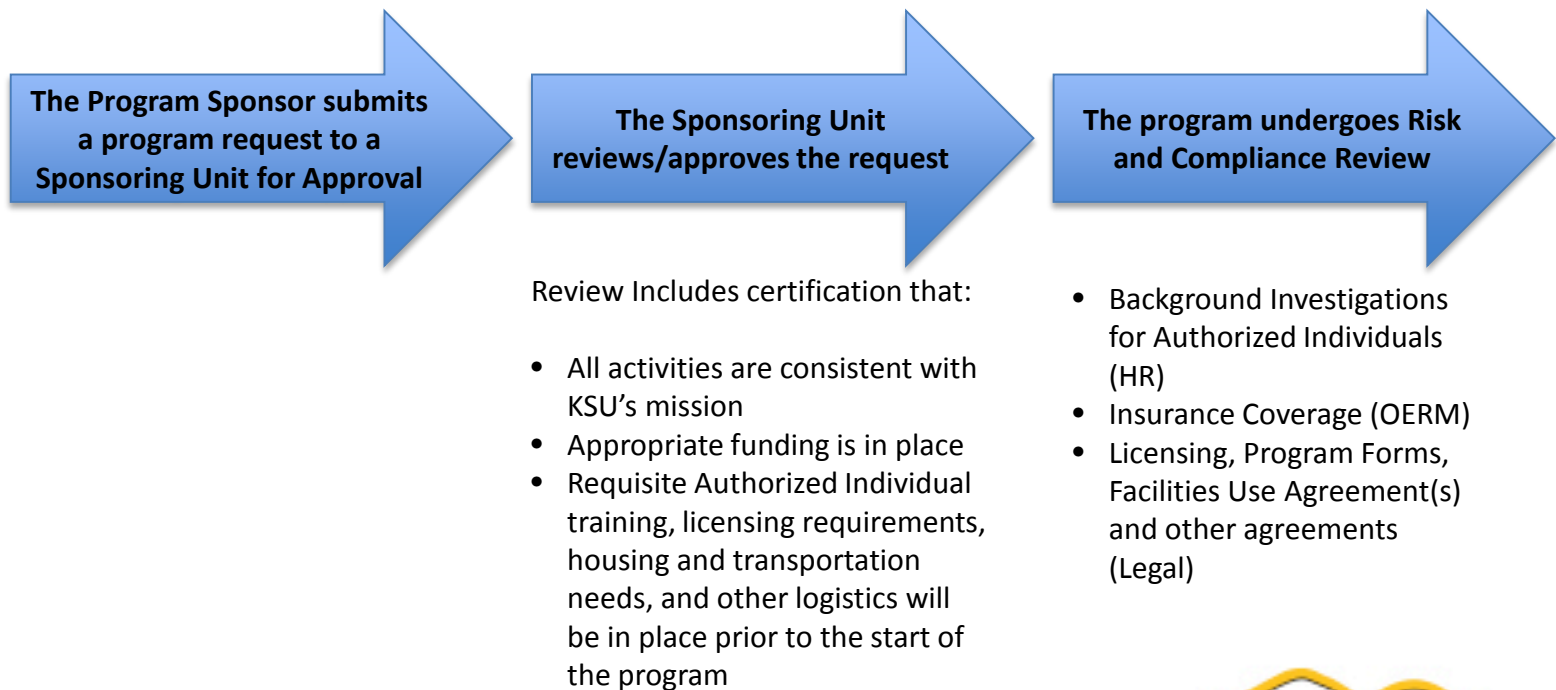 The Program Sponsor submits
a program request to a
Sponsoring Unit for Approval
The Sponsoring Unit
reviews/approves the request
Review Includes certification that:
• All activities are consistent with
KSU's mission
• Appropriate funding is in place
• Requisite Authorized Individual
training, licensing requirements,
housing and transportation
needs, and other logistics will
be in place prior to the start of
the program
The program undergoes Risk
and Compliance Review
• Background Investigations
for Authorized Individuals
(HR)
• Insurance Coverage (OERM)
• Licensing, Program Forms,
Facilities Use Agreement(s)
and other agreements
(Legal)